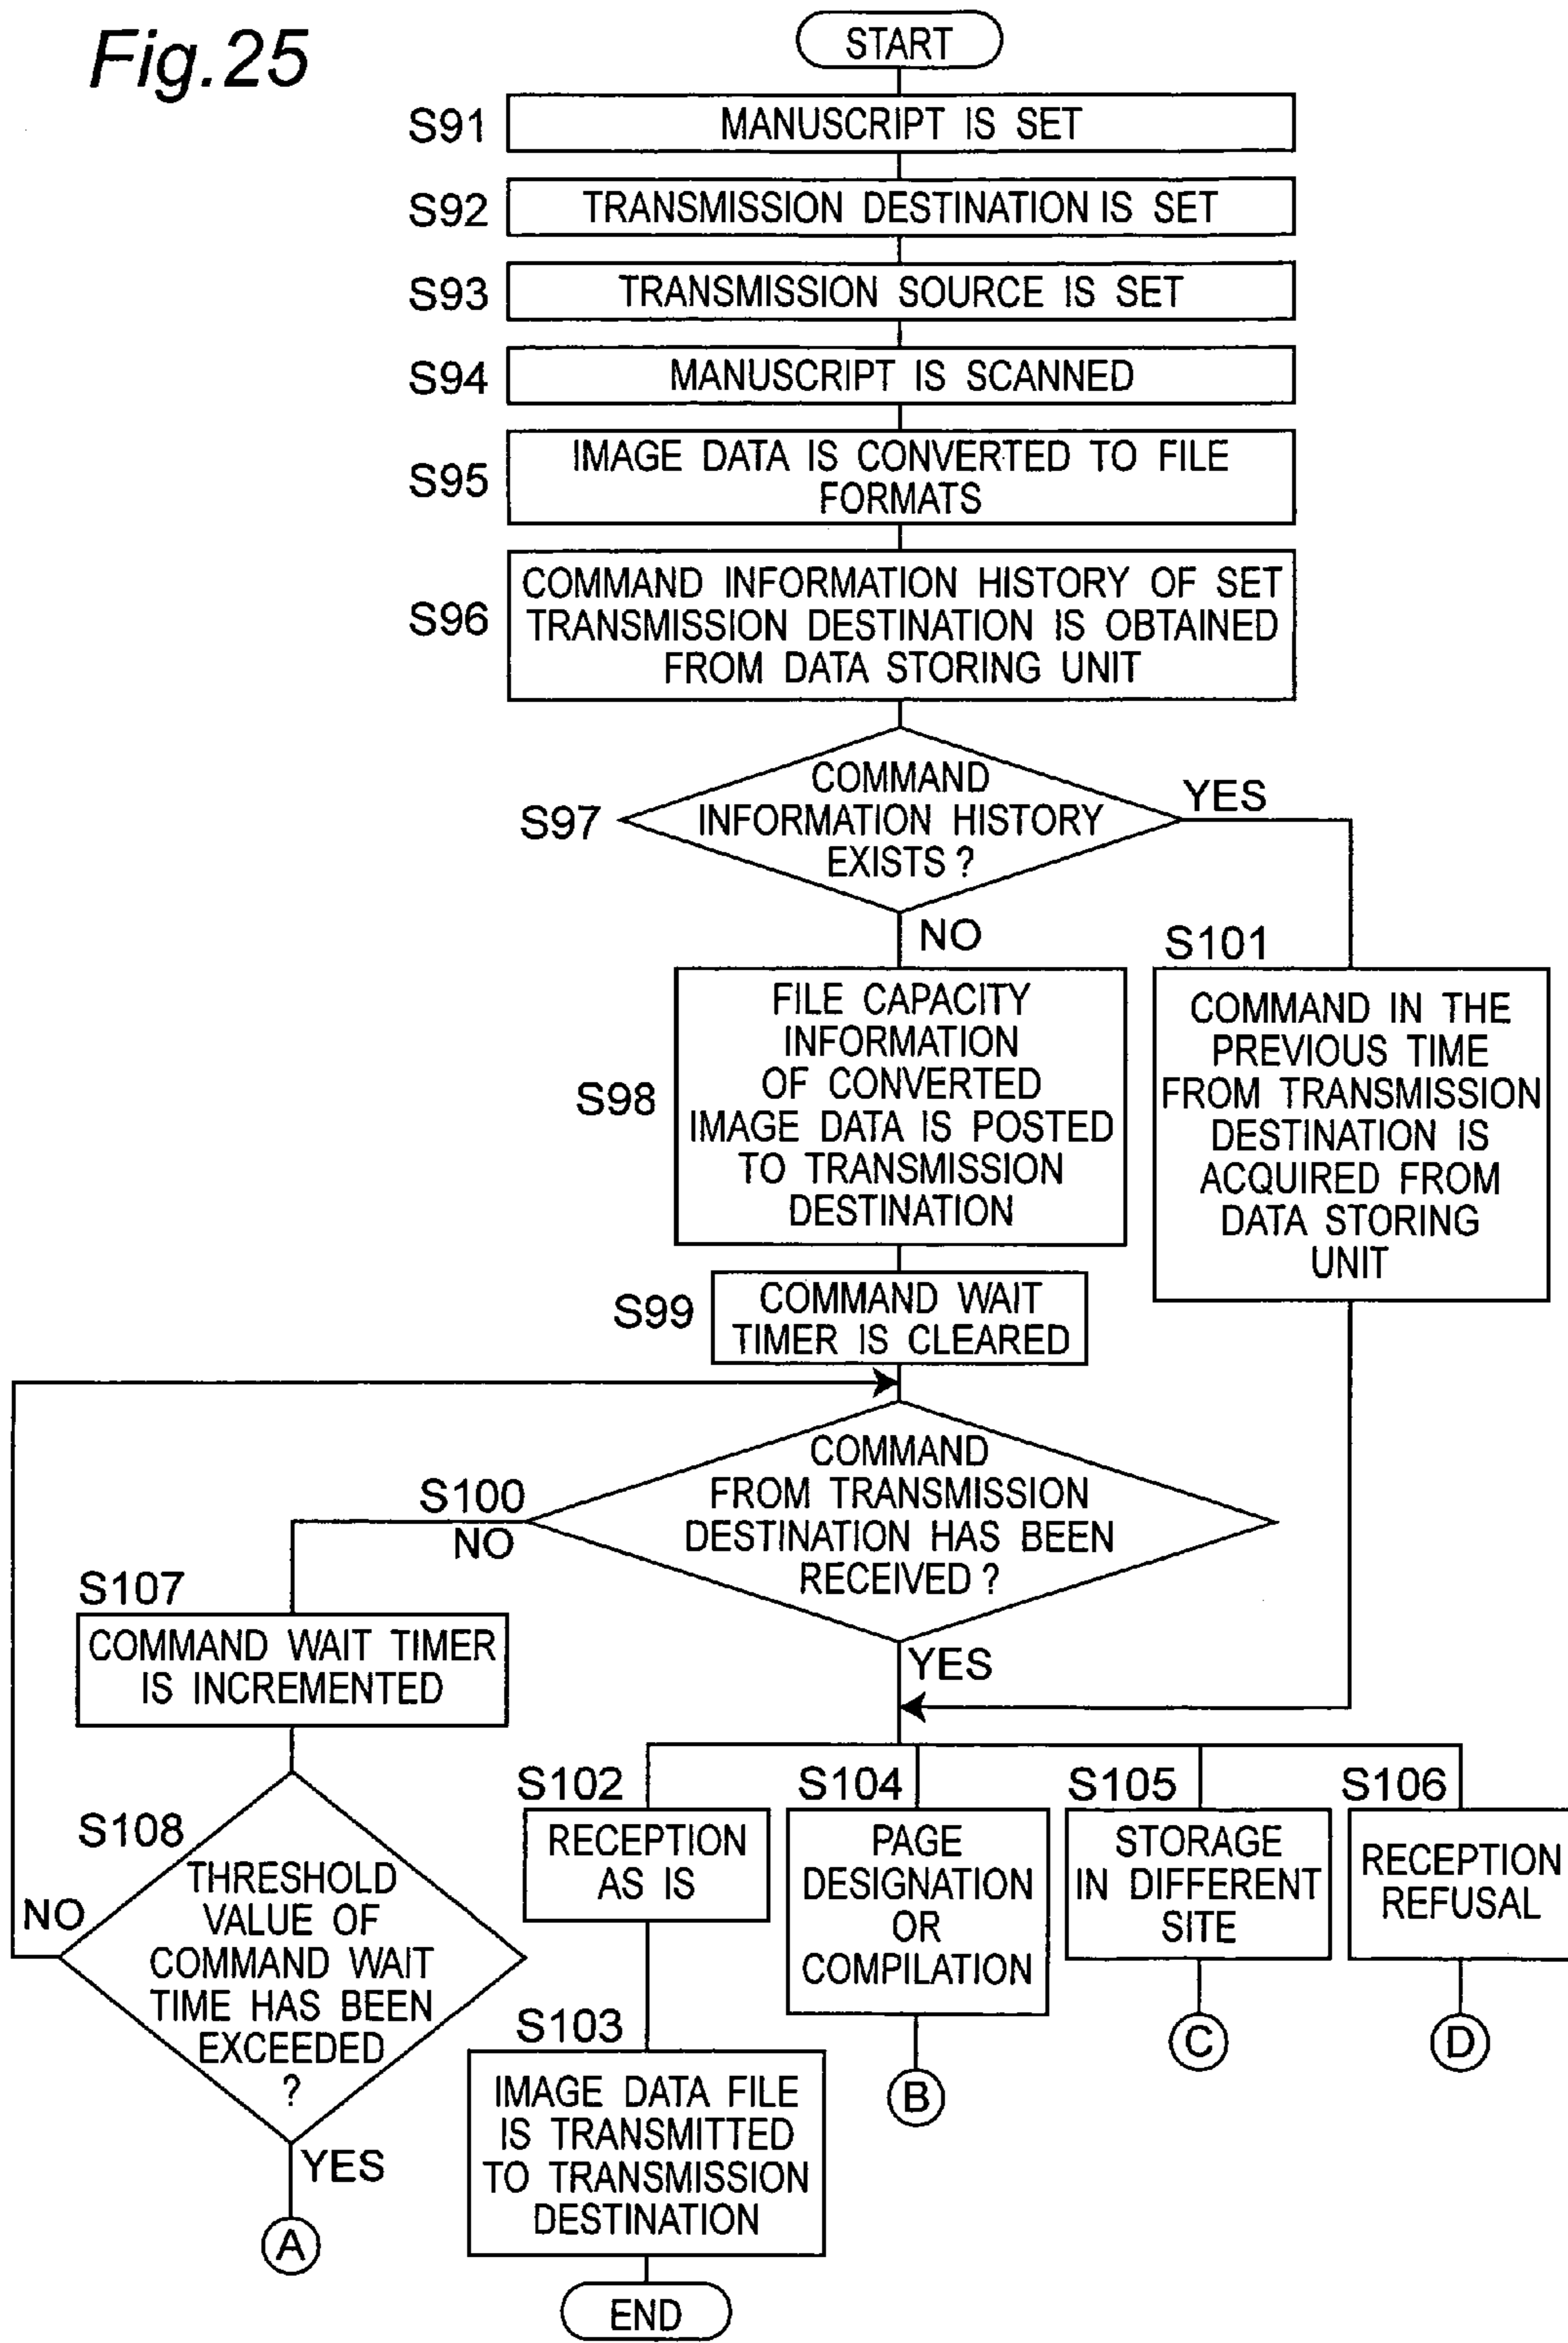 Fig.25
START
S91
MANUSCRIPT IS SET
S92
TRANSMISSION DESTINATION IS SET
S93
TRANSMISSION SOURCE IS SET
S94
MANUSCRIPT IS SCANNED
S95
IMAGE DATA IS CONVERTED TO FILE
FORMATS
S96
COMMAND INFORMATION HISTORY OF SET
TRANSMISSION DESTINATION IS OBTAINED
FROM DATA STORING UNIT
S97
COMMAND
INFORMATION HISTORY
EXISTS ?
YES
NO
S101
COMMAND IN THE
PREVIOUS TIME
FROM TRANSMISSION
DESTINATION IS
ACQUIRED FROM
DATA STORING
UNIT
S98
FILE CAPACITY
INFORMATION
OF CONVERTED
IMAGE DATA IS POSTED
TO TRANSMISSION
DESTINATION
S99
COMMAND WAIT
TIMER IS CLEARED
S100
COMMAND
FROM TRANSMISSION
DESTINATION HAS BEEN
RECEIVED ?
NO
YES
S107
COMMAND WAIT TIMER
IS INCREMENTED
S108
THRESHOLD
VALUE OF
COMMAND WAIT
TIME HAS BEEN
EXCEEDED
?
NO
YES
A
S102
RECEPTION
AS IS
S103
IMAGE DATA FILE
IS TRANSMITTED
TO TRANSMISSION
DESTINATION
END
S104
PAGE
DESIGNATION
OR
COMPILATION
B
S105
STORAGE
IN DIFFERENT
SITE
C
S106
RECEPTION
REFUSAL
D